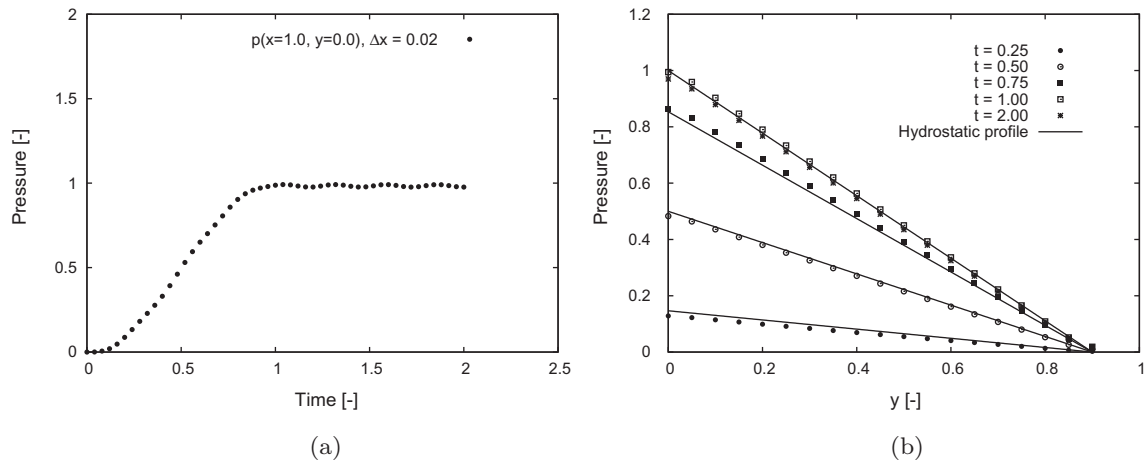 2
1.5
1
0.5
0
Pressure [-]
p(x=1.0, y=0.0), Δx = 0.02
0 0.5 1 1.5 2 2.5
Time [-]
(a)
1.2
1
0.8
0.6
0.4
0.2
0
Pressure [-]
t = 0.25
t = 0.50
t = 0.75
t = 1.00
t = 2.00
Hydrostatic profile
0 0.2 0.4 0.6 0.8 1
y [-]
(b)